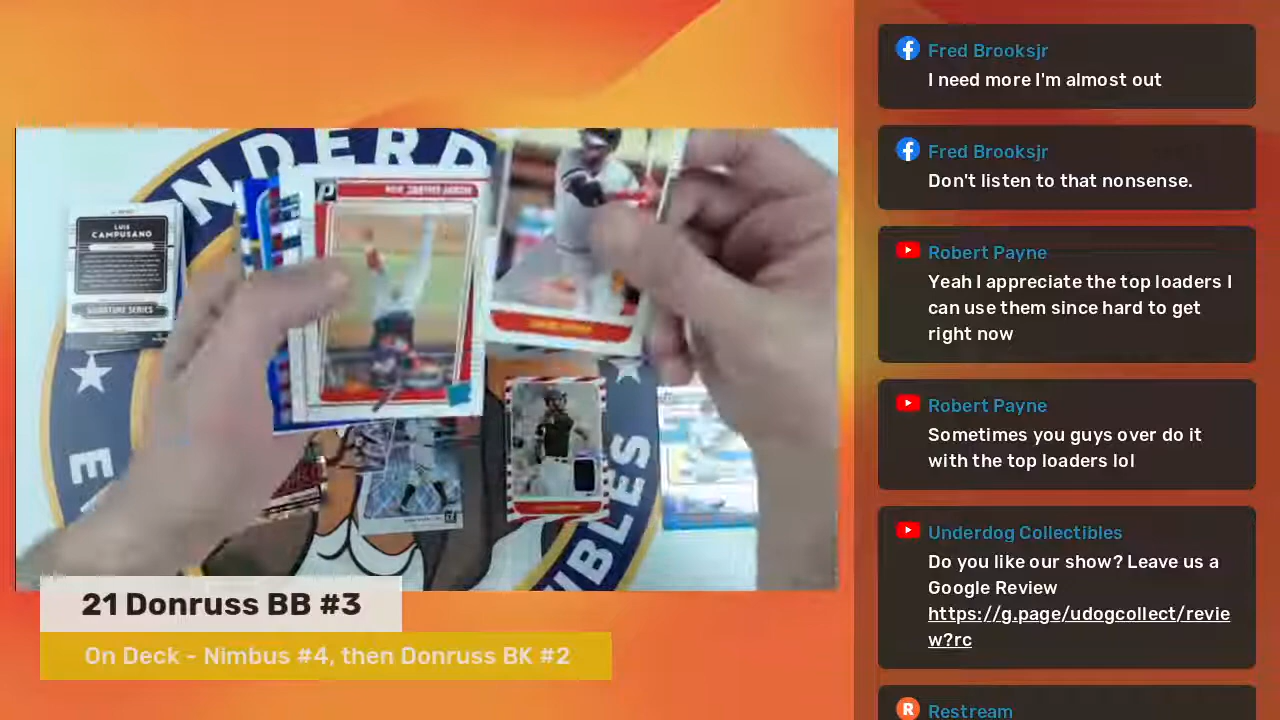 Fred Brooksjr
I need more I'm almost out
Fred Brooksjr
Don't listen to that nonsense.
Robert Payne
Yeah I appreciate the top loaders I
can use them since hard to get
right now
Robert Payne
Sometimes you guys over do it
with the top loaders lol
Underdog Collectibles
Do you like our show? Leave us a
Google Review
https://g.page/udogcollect/revie
w?rc
Restream
NDERD
LUIS
CAMPUSANO
SIGNATURE SERIES
IBLES
21 Donruss BB #3
On Deck - Nimbus #4, then Donruss BK #2